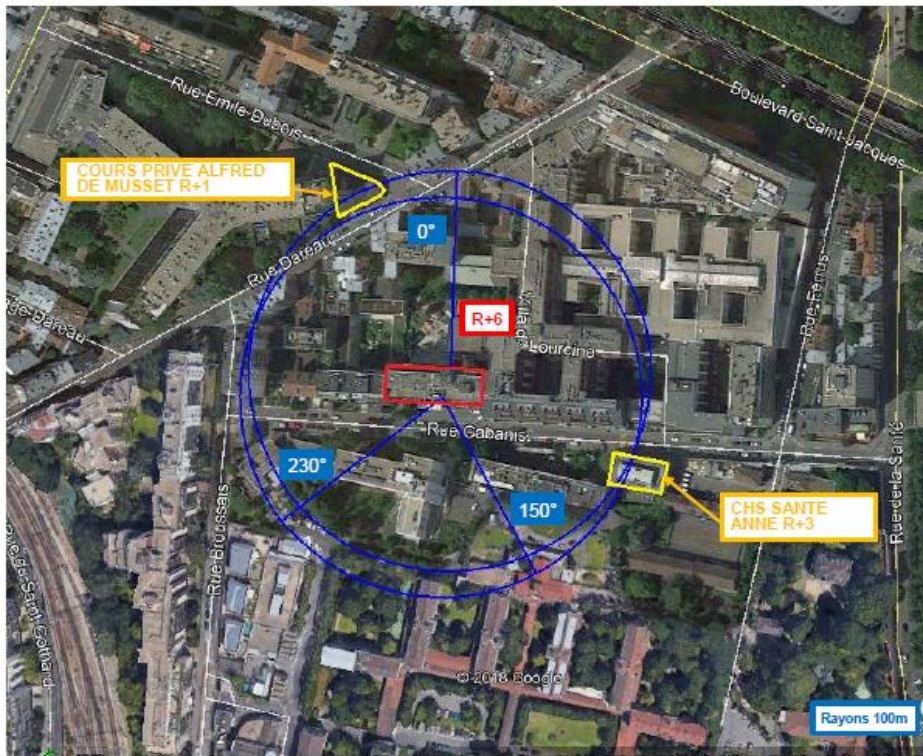 Boulevard Saint-Jacques
Rue Emile-Dubois
COURS PRIVE ALFRED
DE MUSSET R+1
0°
Rue Dareau
R+6
Villa de Lourcine
Rue Ferrus
Rue Cabanis
230°
150°
CHS SANTE
ANNE R+3
Rue Broussais
Rue de la Santé
© 2018 Google
Rayons 100m